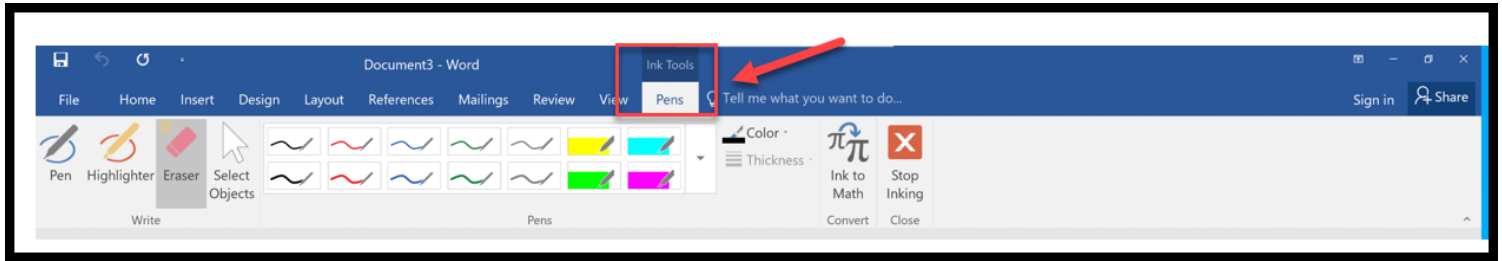 Document3 - Word
Ink Tools
File Home Insert Design Layout References Mailings Review View Pens Tell me what you want to do... Sign in Share
Pen Highlighter Eraser Select Objects
Color
Thickness
Ink to Math
Stop Inking
Write Pens Convert Close